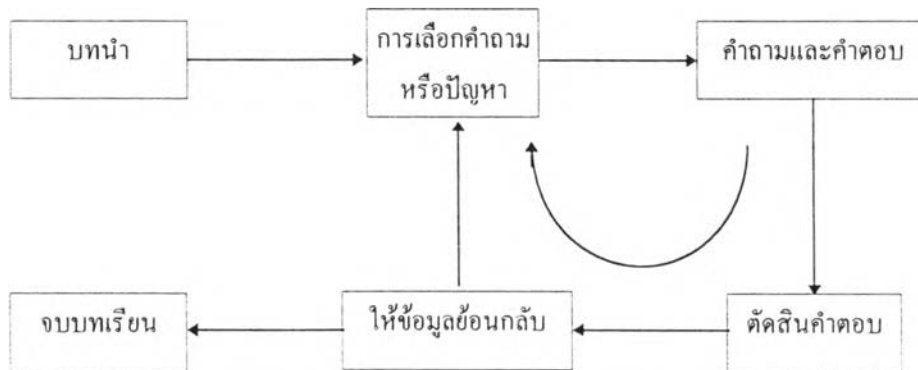 บทนำ
การเลือกคำถาม
หรือปัญหา
คำถามและคำตอบ
จบบทเรียน
ให้ข้อมูลย้อนกลับ
ตัดสินคำตอบ